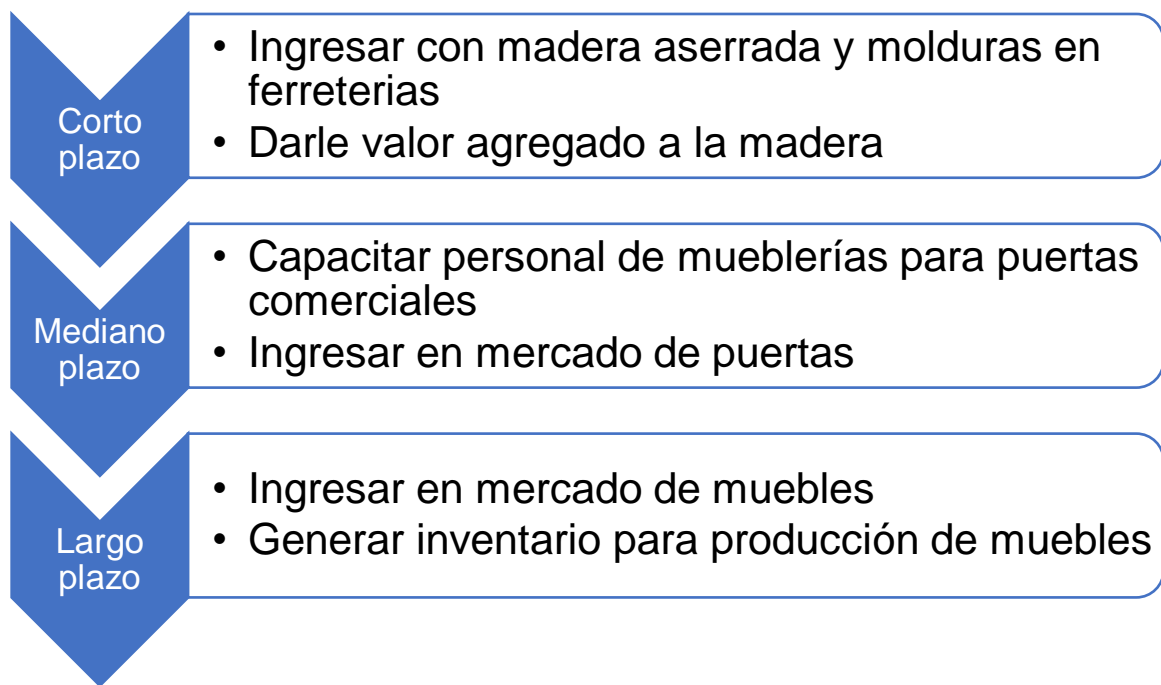 Corto
plazo
• Ingresar con madera aserrada y molduras en
ferreterias
• Darle valor agregado a la madera
Mediano
plazo
• Capacitar personal de mueblerías para puertas
comerciales
• Ingresar en mercado de puertas
Largo
plazo
• Ingresar en mercado de muebles
• Generar inventario para producción de muebles